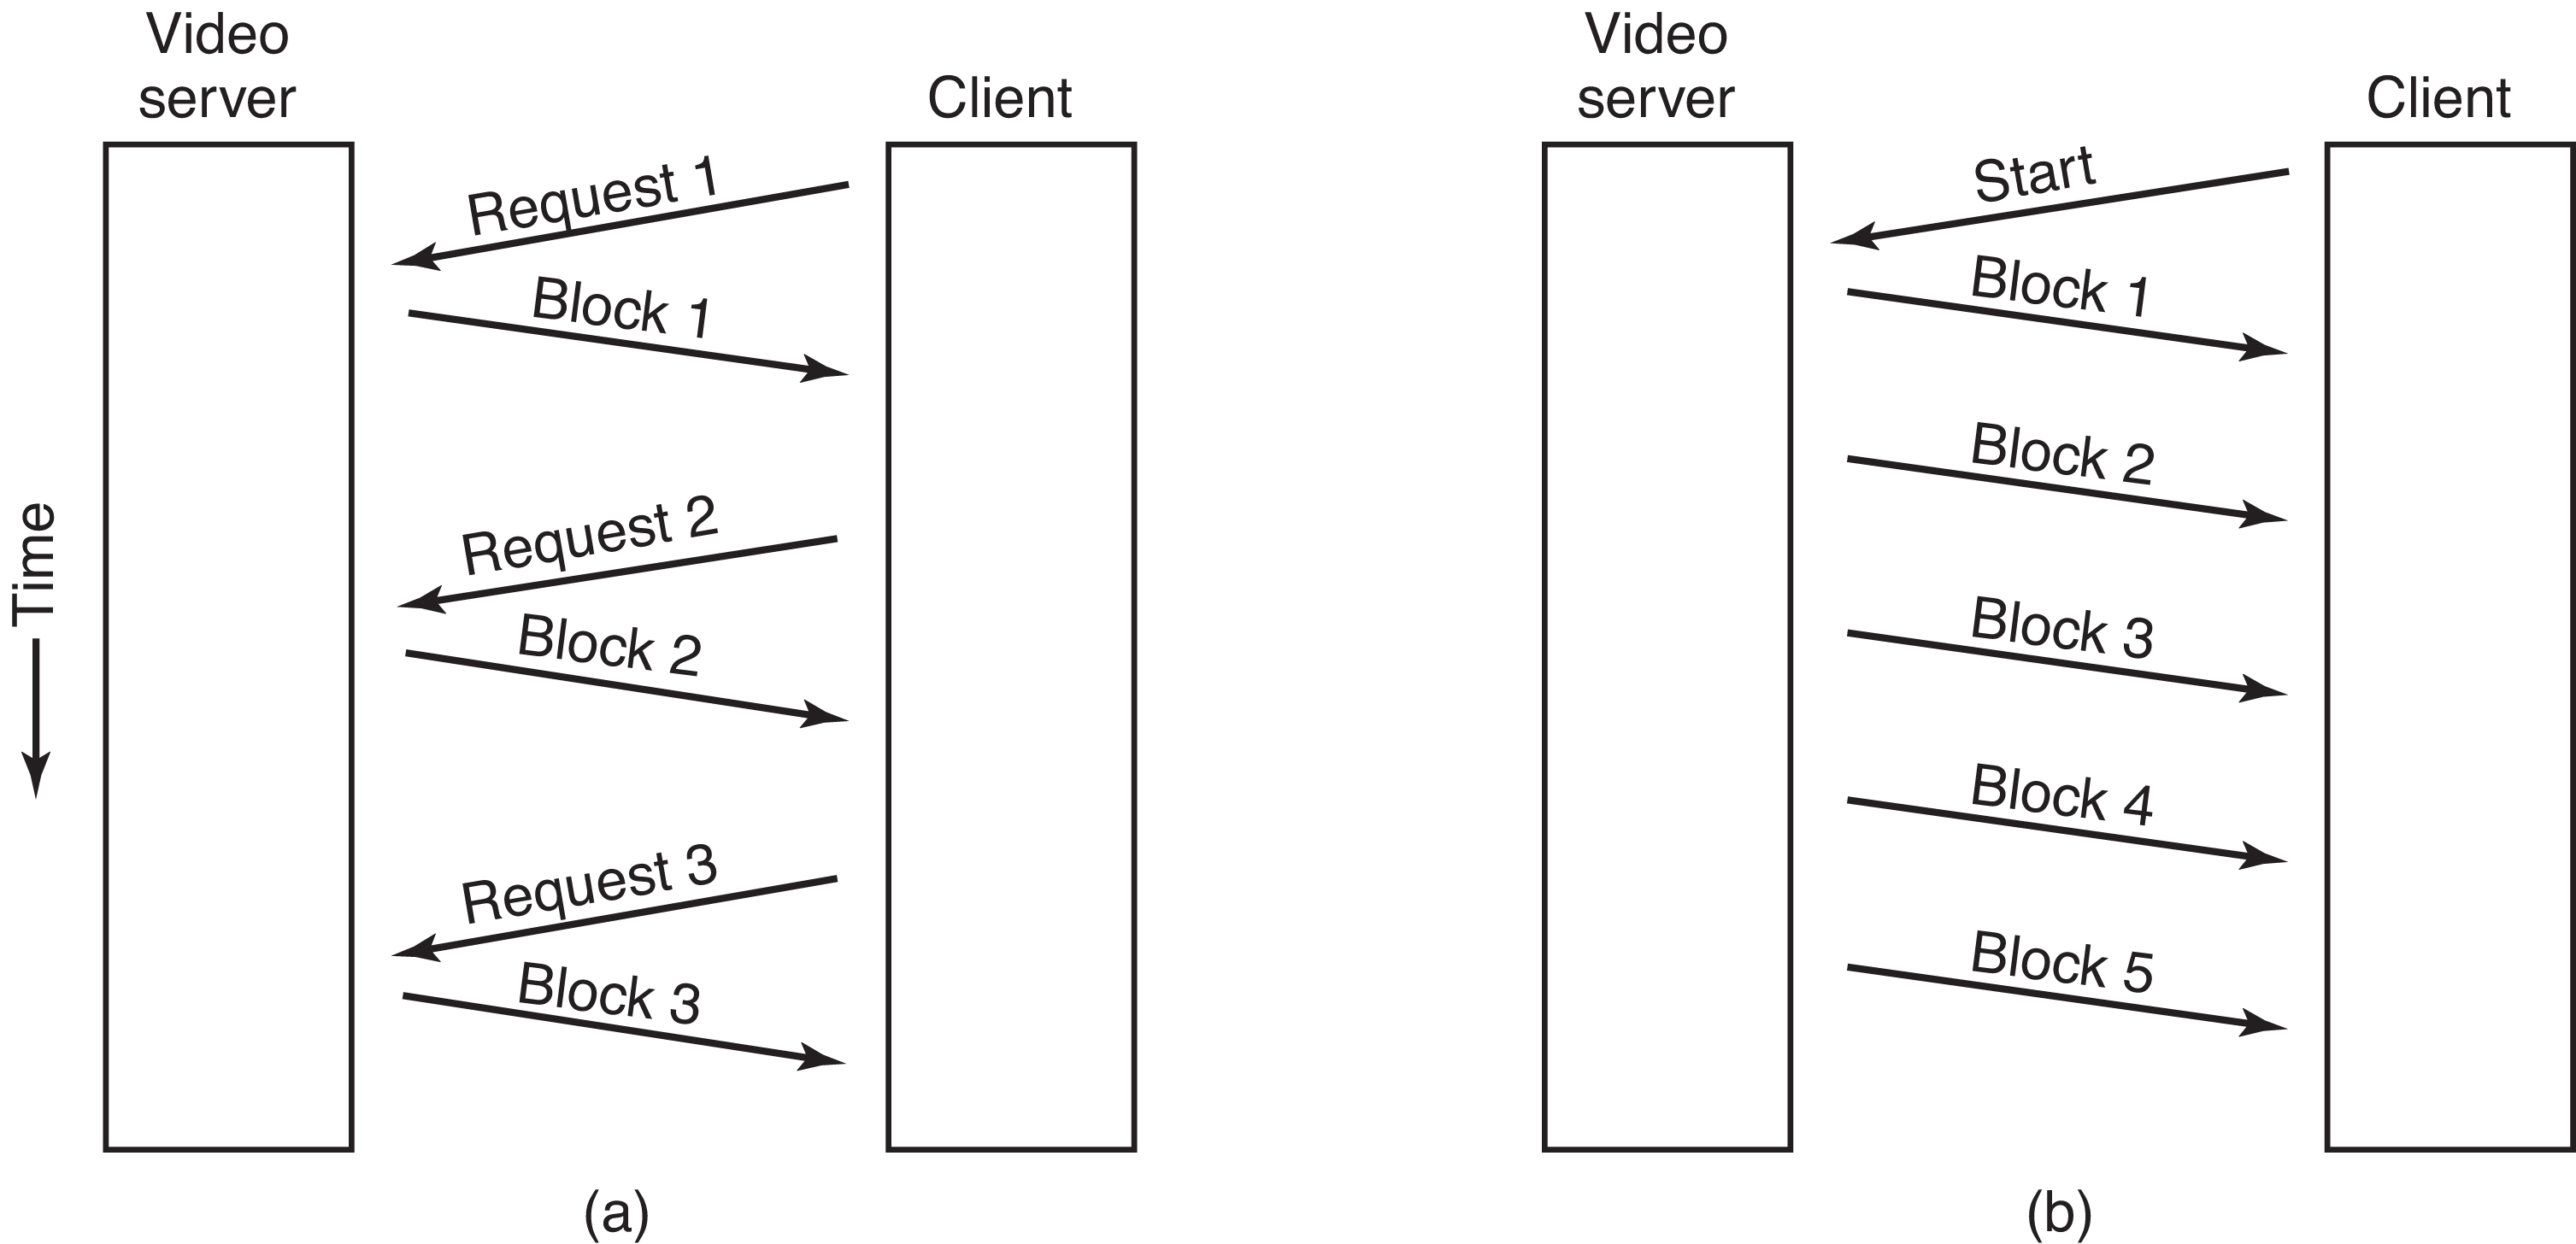 Video
server
Client
Request 1
Block 1
Request 2
Block 2
Request 3
Block 3
Time
(a)
Video
server
Client
Start
Block 1
Block 2
Block 3
Block 4
Block 5
(b)